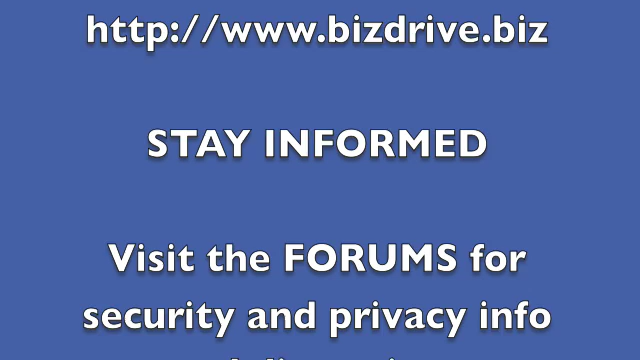 http://www.bizdrive.biz
STAY INFORMED
Visit the FORUMS for
security and privacy info